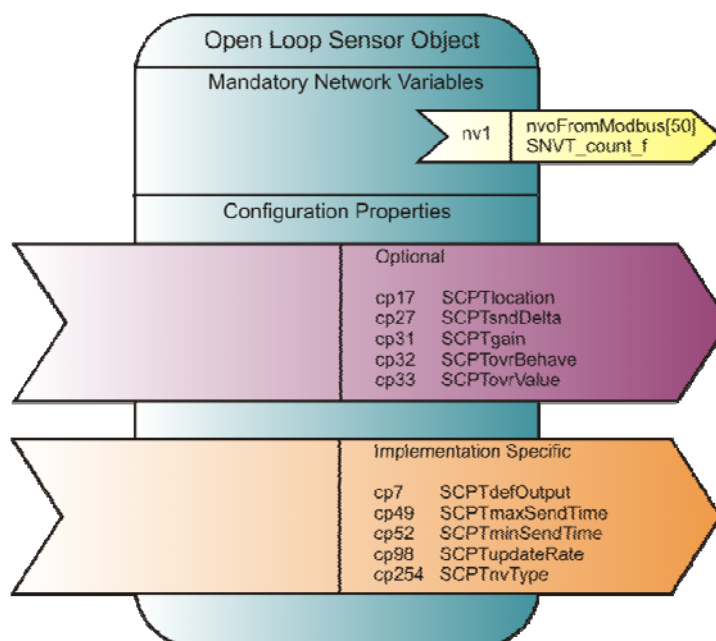 Open Loop Sensor Object
Mandatory Network Variables
nv1 nvoFromModbus[50]
SNVT_count_f
Configuration Properties
Optional
cp17 SCPTlocation
cp27 SCPTsndDelta
cp31 SCPTgain
cp32 SCPTovrBehave
cp33 SCPTovrValue
Implementation Specific
cp7 SCPTdefOutput
cp49 SCPTmaxSendTime
cp52 SCPTminSendTime
cp98 SCPTupdateRate
cp254 SCPTnvType